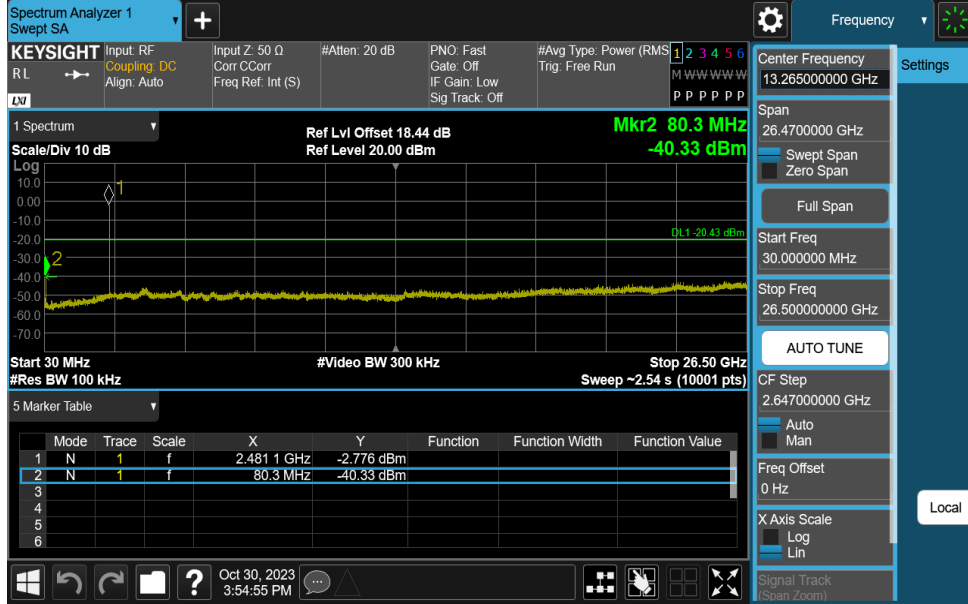 Spectrum Analyzer 1
Swept SA
+
Frequency
KEYSIGHT
RL
LXI
Input: RF
Coupling: DC
Align: Auto
Input Z: 50 Ω
Corr CCorr
Freq Ref: Int (S)
#Atten: 20 dB
PNO: Fast
Gate: Off
IF Gain: Low
Sig Track: Off
#Avg Type: Power (RMS
Trig: Free Run
1 2 3 4 5 6
M W W W W W
P P P P P P
1 Spectrum
Scale/Div 10 dB
Ref Lvl Offset 18.44 dB
Ref Level 20.00 dBm
Mkr2 80.3 MHz
-40.33 dBm
Log
10.0
0.00
-10.0
-20.0
-30.0
-40.0
-50.0
-60.0
-70.0
1
2
DL1 -20.43 dBm
Start 30 MHz
#Video BW 300 kHz
Stop 26.50 GHz
#Res BW 100 kHz
Sweep ~2.54 s (10001 pts)
5 Marker Table
Mode Trace Scale X Y Function Function Width Function Value
1 N 1 f 2.481 1 GHz -2.776 dBm
2 N 1 f 80.3 MHz -40.33 dBm
3
4
5
6
Oct 30, 2023
3:54:55 PM
?
Center Frequency
13.265000000 GHz
Span
26.4700000 GHz
Swept Span
Zero Span
Full Span
Start Freq
30.000000 MHz
Stop Freq
26.500000000 GHz
AUTO TUNE
CF Step
2.647000000 GHz
Auto
Man
Freq Offset
0 Hz
X Axis Scale
Log
Lin
Signal Track
(Span Zoom)
Settings
Local